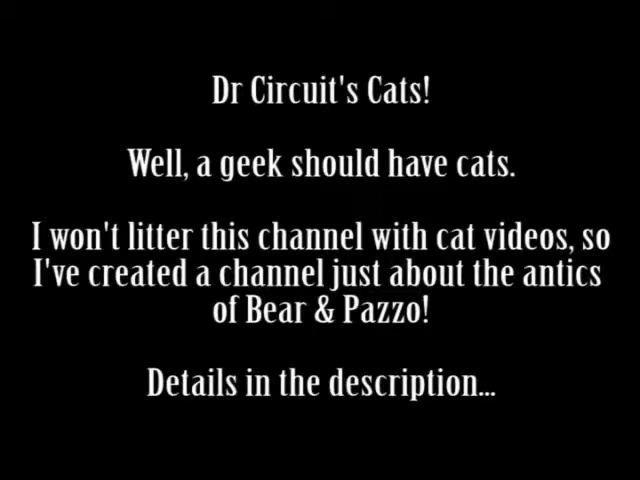 Dr Circuit's Cats!
Well, a geek should have cats.
I won't litter this channel with cat videos, so
I've created a channel just about the antics
of Bear & Pazzo!
Details in the description...